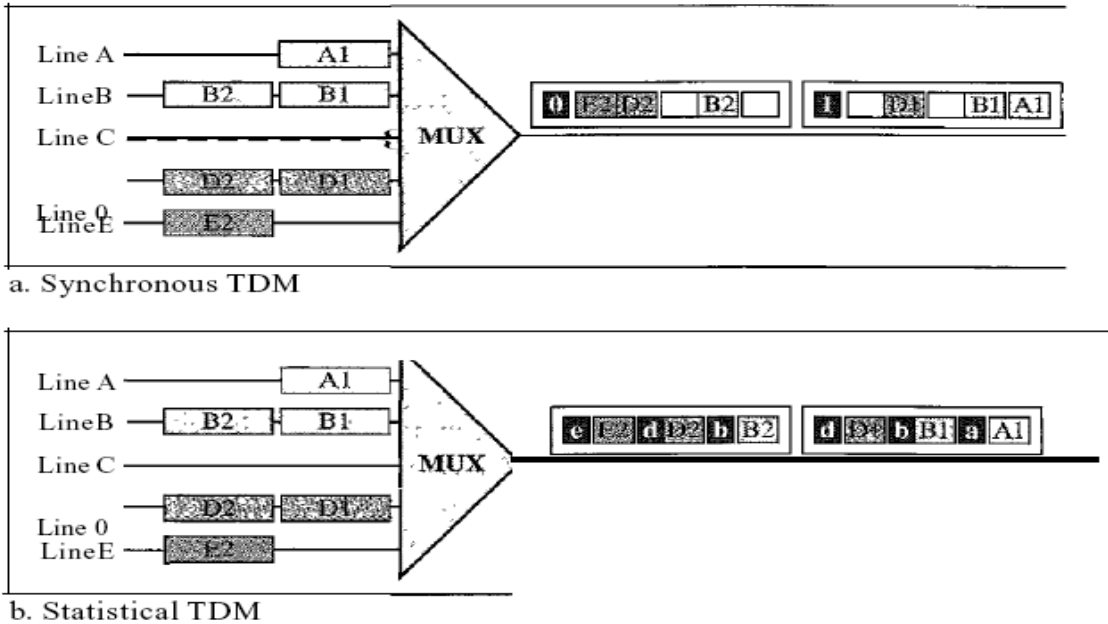 Line A A1
LineB B2 B1
Line C
MUX
D2 D1
Line 0
LineE E2
0 E2 D2 B2
1 D1 B1 A1
a. Synchronous TDM
Line A A1
LineB B2 B1
Line C
MUX
D2 D1
Line 0
LineE E2
e E2 d D2 b B2
d D1 b B1 a A1
b. Statistical TDM